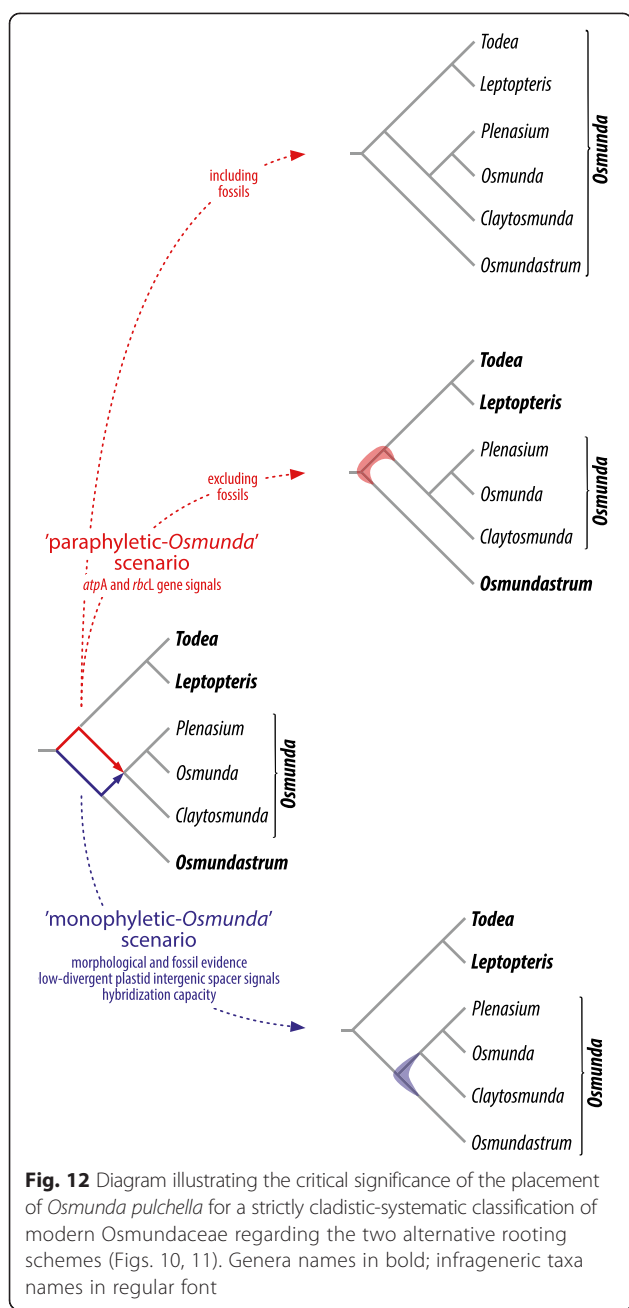 Todea
Leptopteris
Plenasium
Osmunda
Claytosmunda
Osmundastrum
Osmunda
including
fossils
Todea
Leptopteris
Plenasium
Osmunda
Claytosmunda
Osmundastrum
Osmunda
excluding
fossils
'paraphyletic-Osmunda'
scenario
atpA and rbcL gene signals
Todea
Leptopteris
Plenasium
Osmunda
Claytosmunda
Osmundastrum
Osmunda
'monophyletic-Osmunda'
scenario
morphological and fossil evidence
low-divergent plastid intergenic spacer signals
hybridization capacity
Todea
Leptopteris
Plenasium
Osmunda
Claytosmunda
Osmundastrum
Osmunda
Fig. 12 Diagram illustrating the critical significance of the placement
of Osmunda pulchella for a strictly cladistic-systematic classification of
modern Osmundaceae regarding the two alternative rooting
schemes (Figs. 10, 11). Genera names in bold; infrageneric taxa
names in regular font